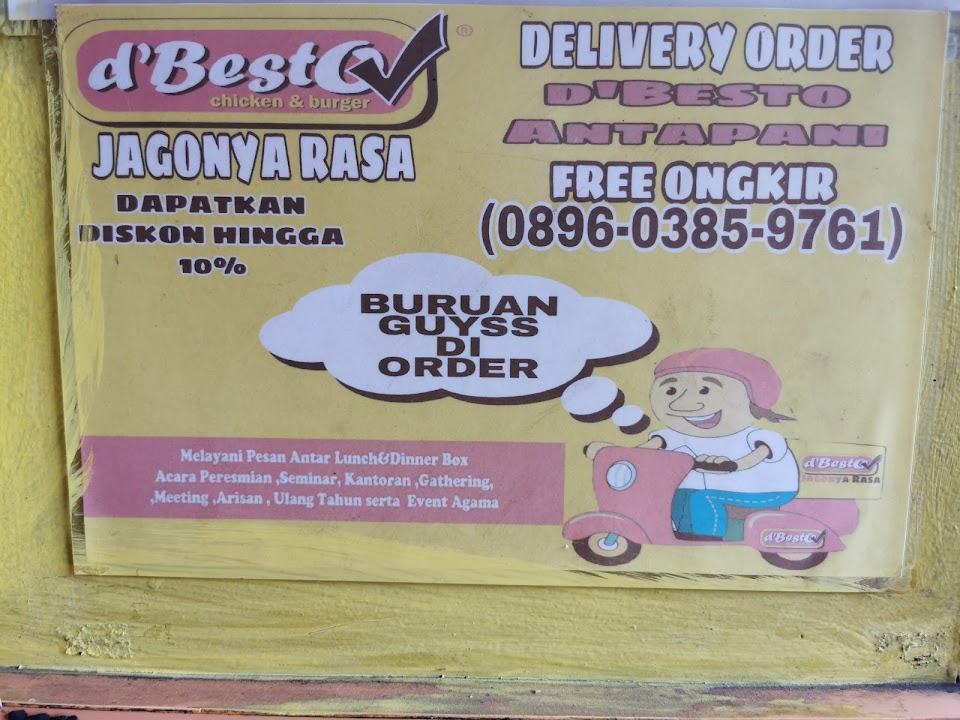 d'BestO ®
chicken & burger
JAGONYA RASA
DAPATKAN
DISKON HINGGA
10%
DELIVERY ORDER
D'BESTO
ANTAPANI
FREE ONGKIR
(0896-0385-9761)
BURUAN
GUYSS
DI
ORDER
Melayani Pesan Antar Lunch&Dinner Box
Acara Peresmian ,Seminar, Kantoran ,Gathering,
,Meeting ,Arisan , Ulang Tahun serta Event Agama
d'BestO
JAGONYA RASA
d'BestO